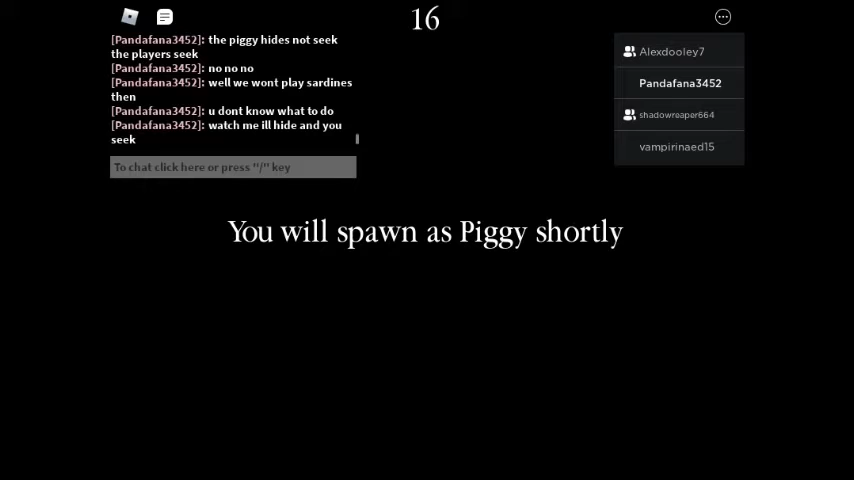 16
[Pandafana3452]: the piggy hides not seek
the players seek
[Pandafana3452]: no no no
[Pandafana3452]: well we wont play sardines
then
[Pandafana3452]: u dont know what to do
[Pandafana3452]: watch me ill hide and you
seek
To chat click here or press "/" key
Alexdooley7
Pandafana3452
shadowreaper664
vampirinaed15
You will spawn as Piggy shortly